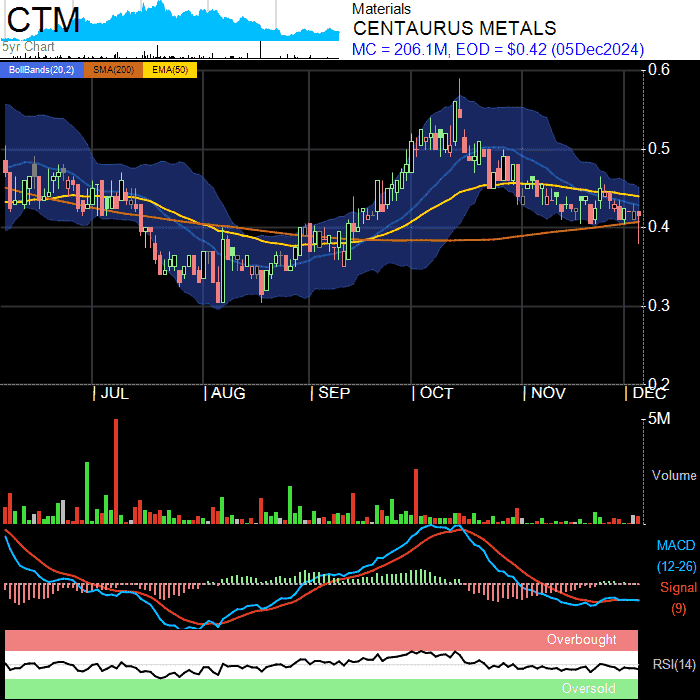 CTM
5yr Chart
Materials
CENTAURUS METALS
MC = 206.1M, EOD = $0.42 (05Dec2024)
BollBands(20,2) SMA(200) EMA(50)
0.6
0.5
0.4
0.3
0.2
JUL AUG SEP OCT NOV DEC
5M
Volume
MACD
(12-26)
Signal
(9)
Overbought
RSI(14)
Oversold